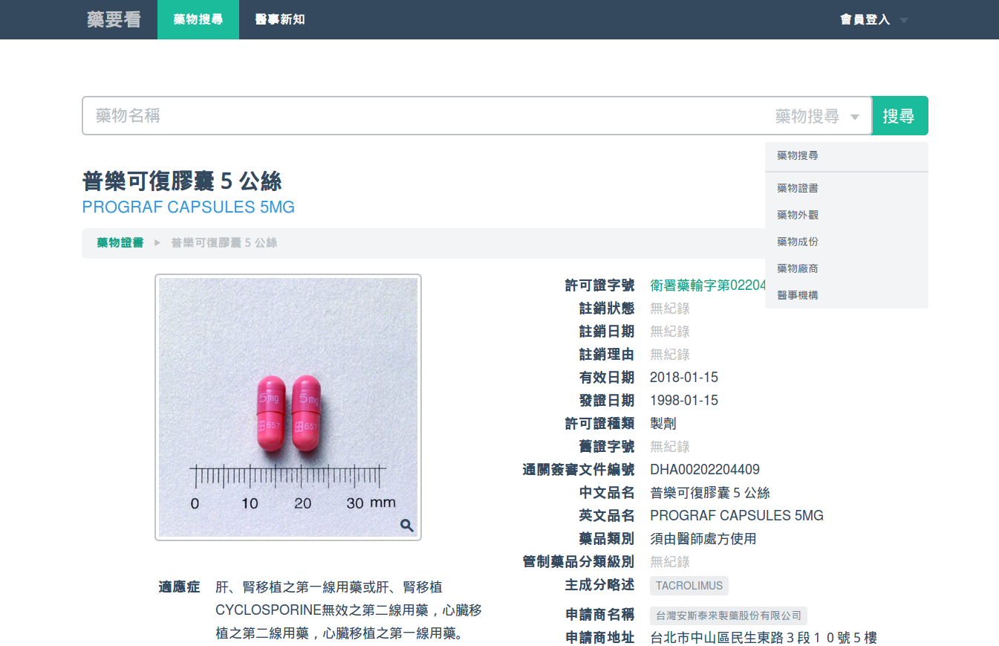 藥要看
藥物搜尋
醫事新知
會員登入
藥物名稱
藥物搜尋
搜尋
藥物搜尋
藥物證書
藥物外觀
藥物成份
藥物廠商
醫事機構
普樂可復膠囊 5 公絲
PROGRAF CAPSULES 5MG
藥物證書 普樂可復膠囊 5 公絲
5mg 5mg
657 657
0 10 20 30 mm
適應症 肝、腎移植之第一線用藥或肝、腎移植
CYCLOSPORINE無效之第二線用藥，心臟移
植之第二線用藥，心臟移植之第一線用藥。
許可證字號 衛署藥輸字第02204
註銷狀態 無紀錄
註銷日期 無紀錄
註銷理由 無紀錄
有效日期 2018-01-15
發證日期 1998-01-15
許可證種類 製劑
舊證字號 無紀錄
通關簽審文件編號 DHA00202204409
中文品名 普樂可復膠囊 5 公絲
英文品名 PROGRAF CAPSULES 5MG
藥品類別 須由醫師處方使用
管制藥品分類級別 無紀錄
主成分略述 TACROLIMUS
申請商名稱 台灣安斯泰來製藥股份有限公司
申請商地址 台北市中山區民生東路３段１０號５樓